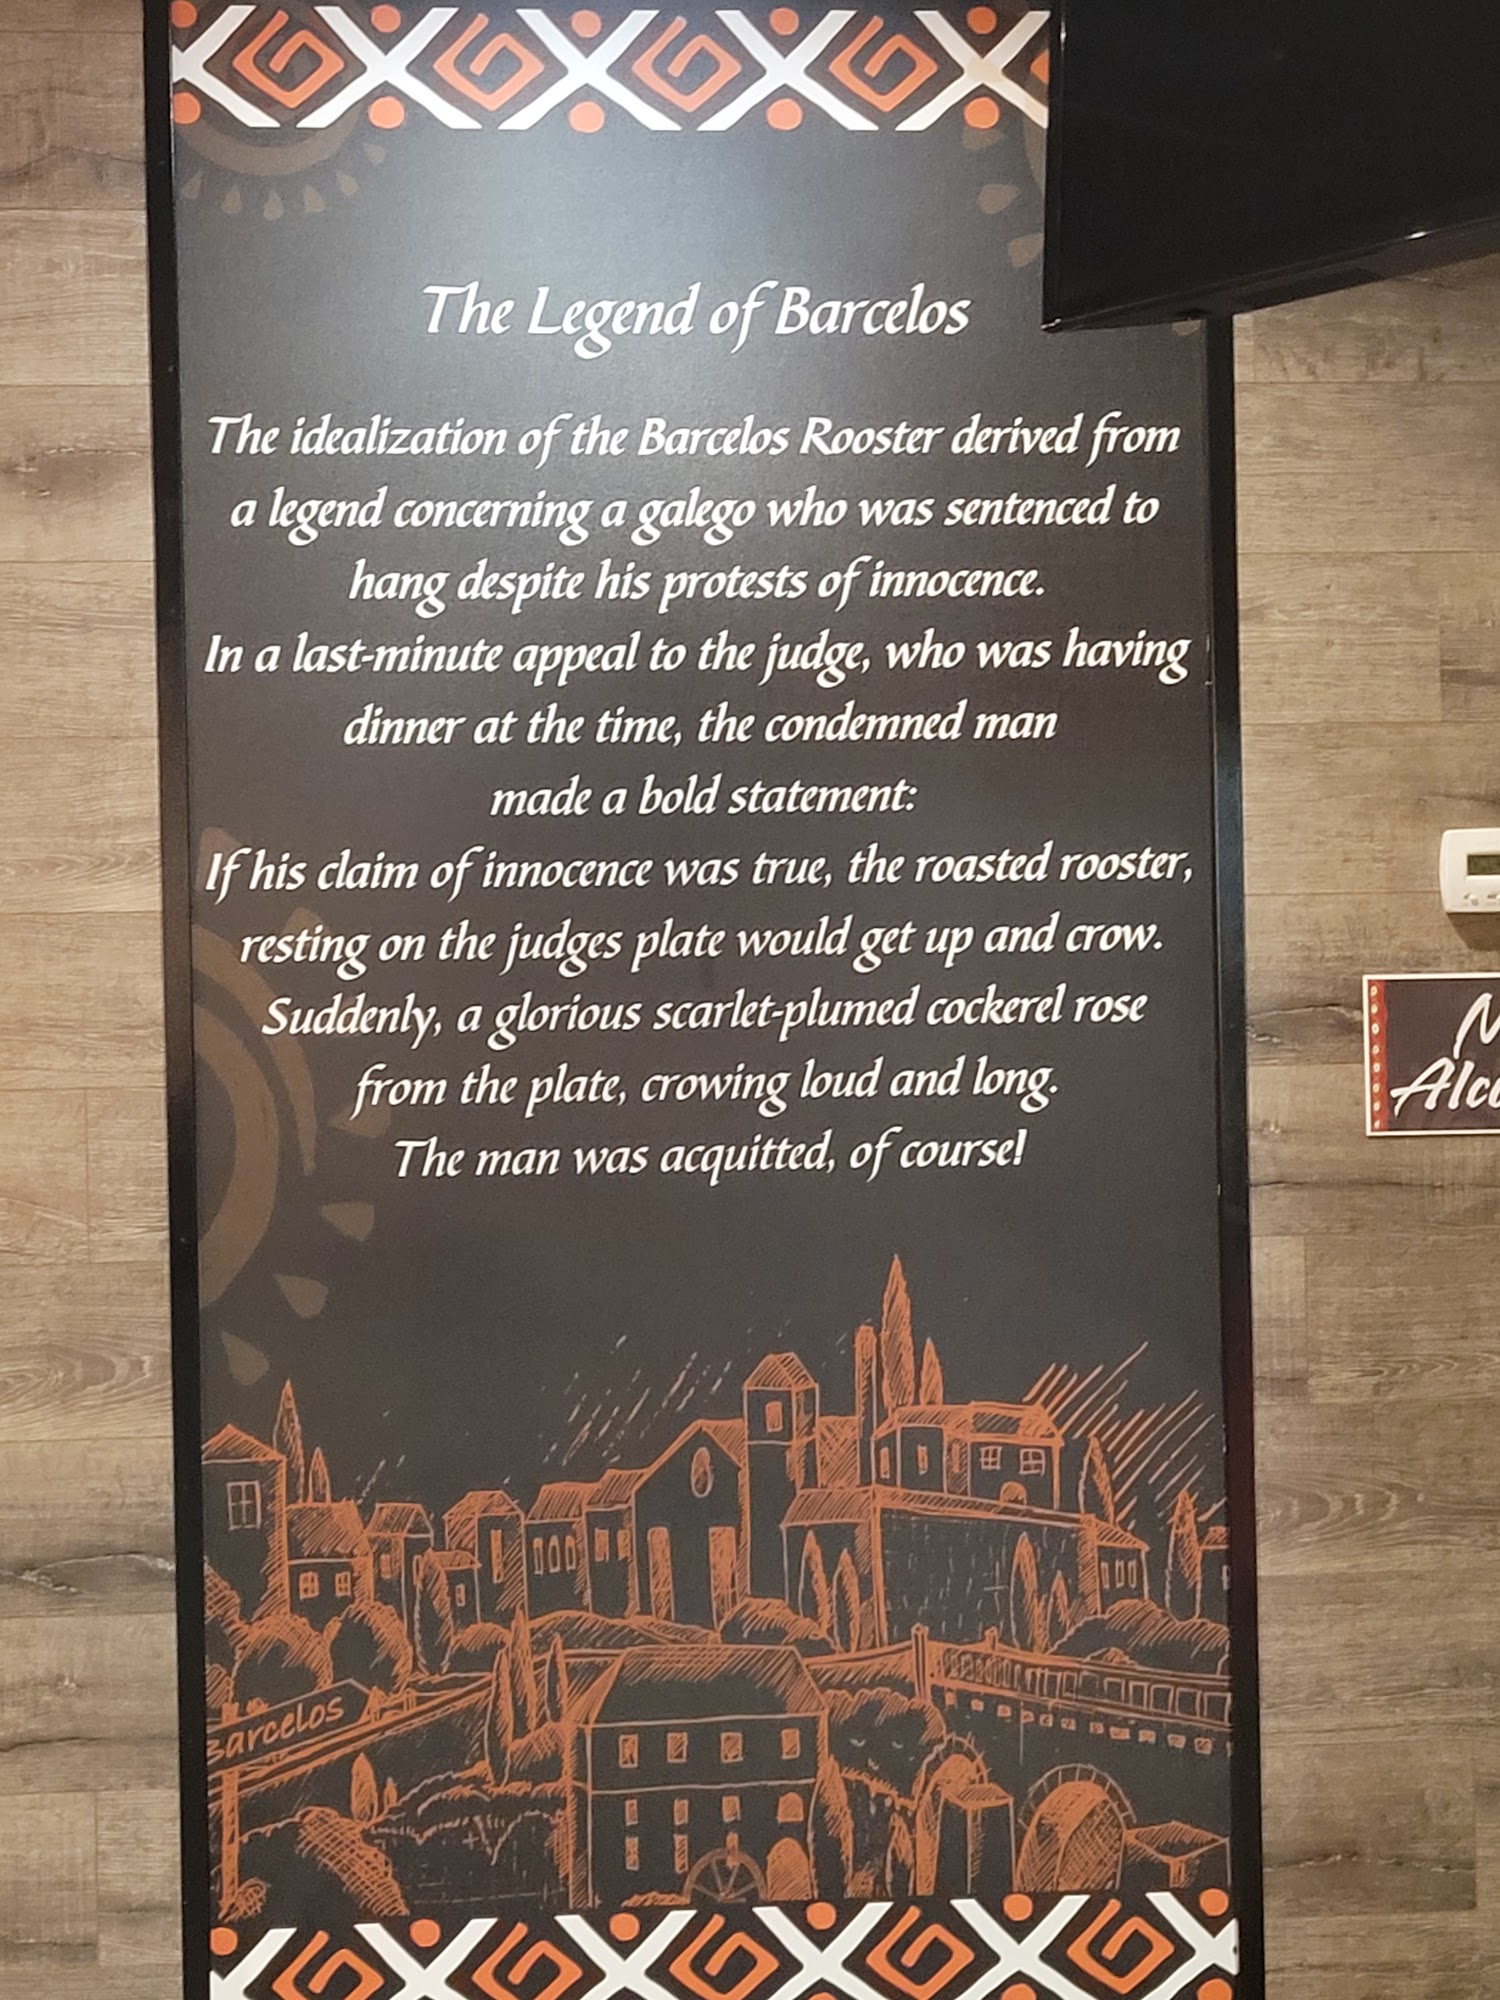 The Legend of Barcelos
The idealization of the Barcelos Rooster derived from
a legend concerning a galego who was sentenced to
hang despite his protests of innocence.
In a last-minute appeal to the judge, who was having
dinner at the time, the condemned man
made a bold statement:
If his claim of innocence was true, the roasted rooster,
resting on the judges plate would get up and crow.
Suddenly, a glorious scarlet-plumed cockerel rose
from the plate, crowing loud and long.
The man was acquitted, of course!
Barcelos